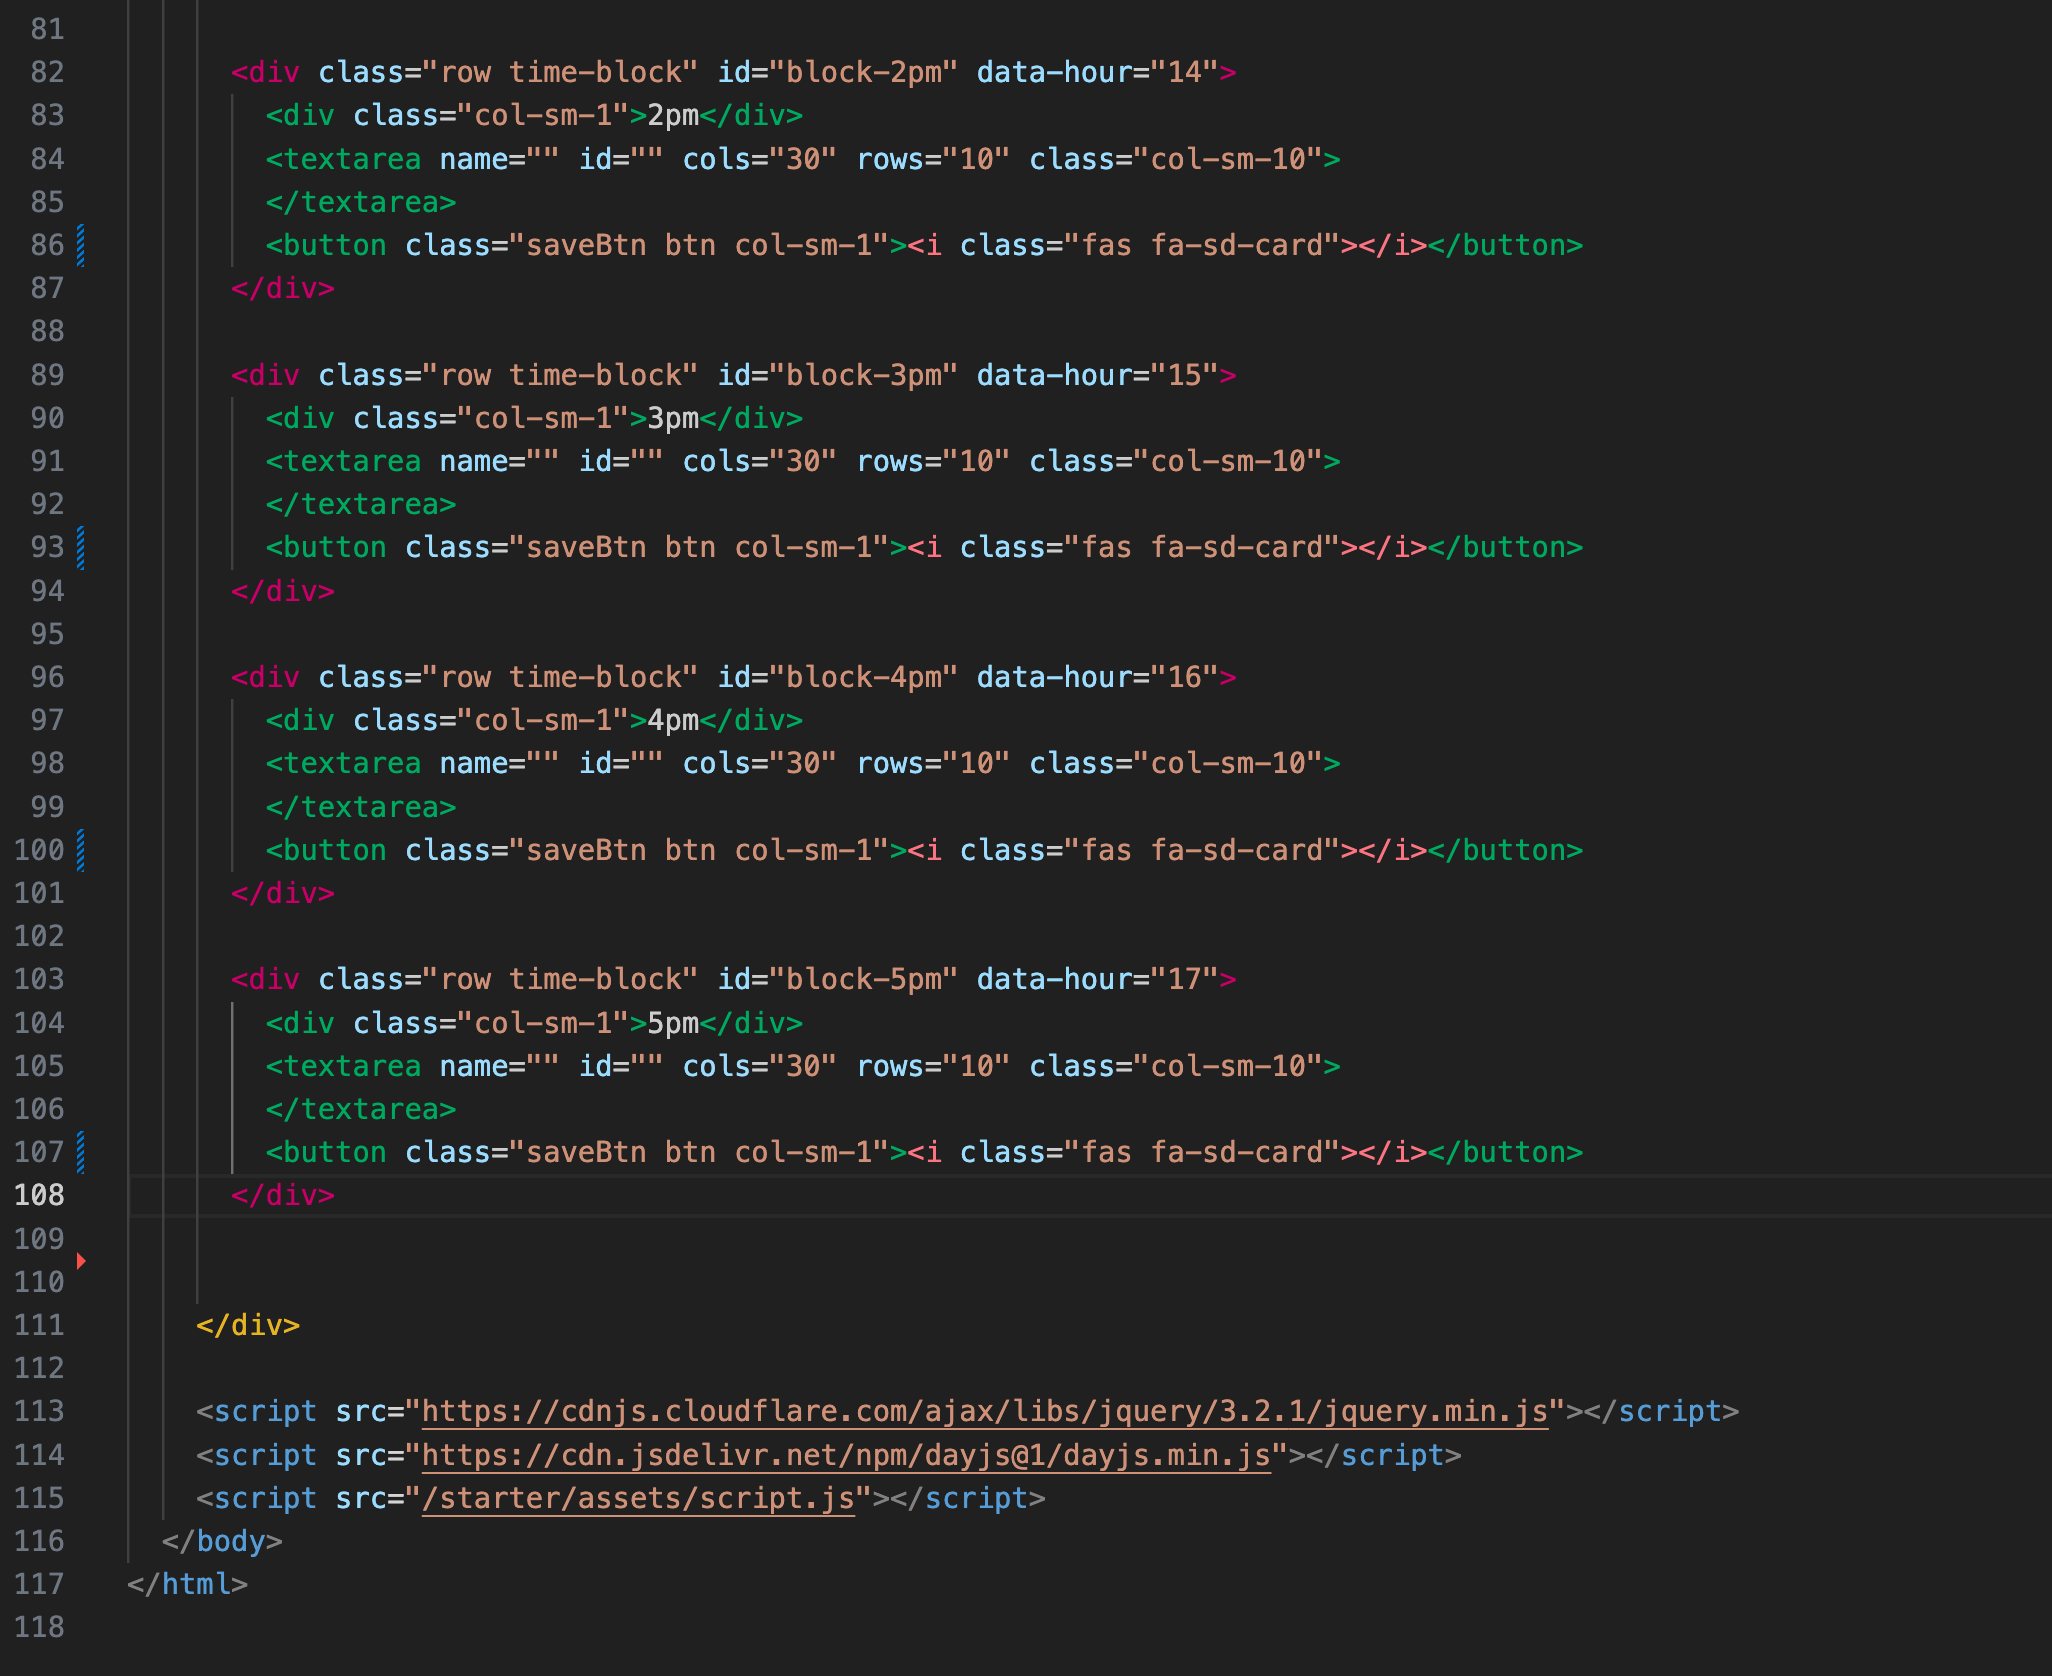 81
82 <div class="row time-block" id="block-2pm" data-hour="14">
83 <div class="col-sm-1">2pm</div>
84 <textarea name="" id="" cols="30" rows="10" class="col-sm-10">
85 </textarea>
86 <button class="saveBtn btn col-sm-1"><i class="fas fa-sd-card"></i></button>
87 </div>
88
89 <div class="row time-block" id="block-3pm" data-hour="15">
90 <div class="col-sm-1">3pm</div>
91 <textarea name="" id="" cols="30" rows="10" class="col-sm-10">
92 </textarea>
93 <button class="saveBtn btn col-sm-1"><i class="fas fa-sd-card"></i></button>
94 </div>
95
96 <div class="row time-block" id="block-4pm" data-hour="16">
97 <div class="col-sm-1">4pm</div>
98 <textarea name="" id="" cols="30" rows="10" class="col-sm-10">
99 </textarea>
100 <button class="saveBtn btn col-sm-1"><i class="fas fa-sd-card"></i></button>
101 </div>
102
103 <div class="row time-block" id="block-5pm" data-hour="17">
104 <div class="col-sm-1">5pm</div>
105 <textarea name="" id="" cols="30" rows="10" class="col-sm-10">
106 </textarea>
107 <button class="saveBtn btn col-sm-1"><i class="fas fa-sd-card"></i></button>
108 </div>
109
110
111 </div>
112
113 <script src="https://cdnjs.cloudflare.com/ajax/libs/jquery/3.2.1/jquery.min.js"></script>
114 <script src="https://cdn.jsdelivr.net/npm/dayjs@1/dayjs.min.js"></script>
115 <script src="/starter/assets/script.js"></script>
116 </body>
117 </html>
118